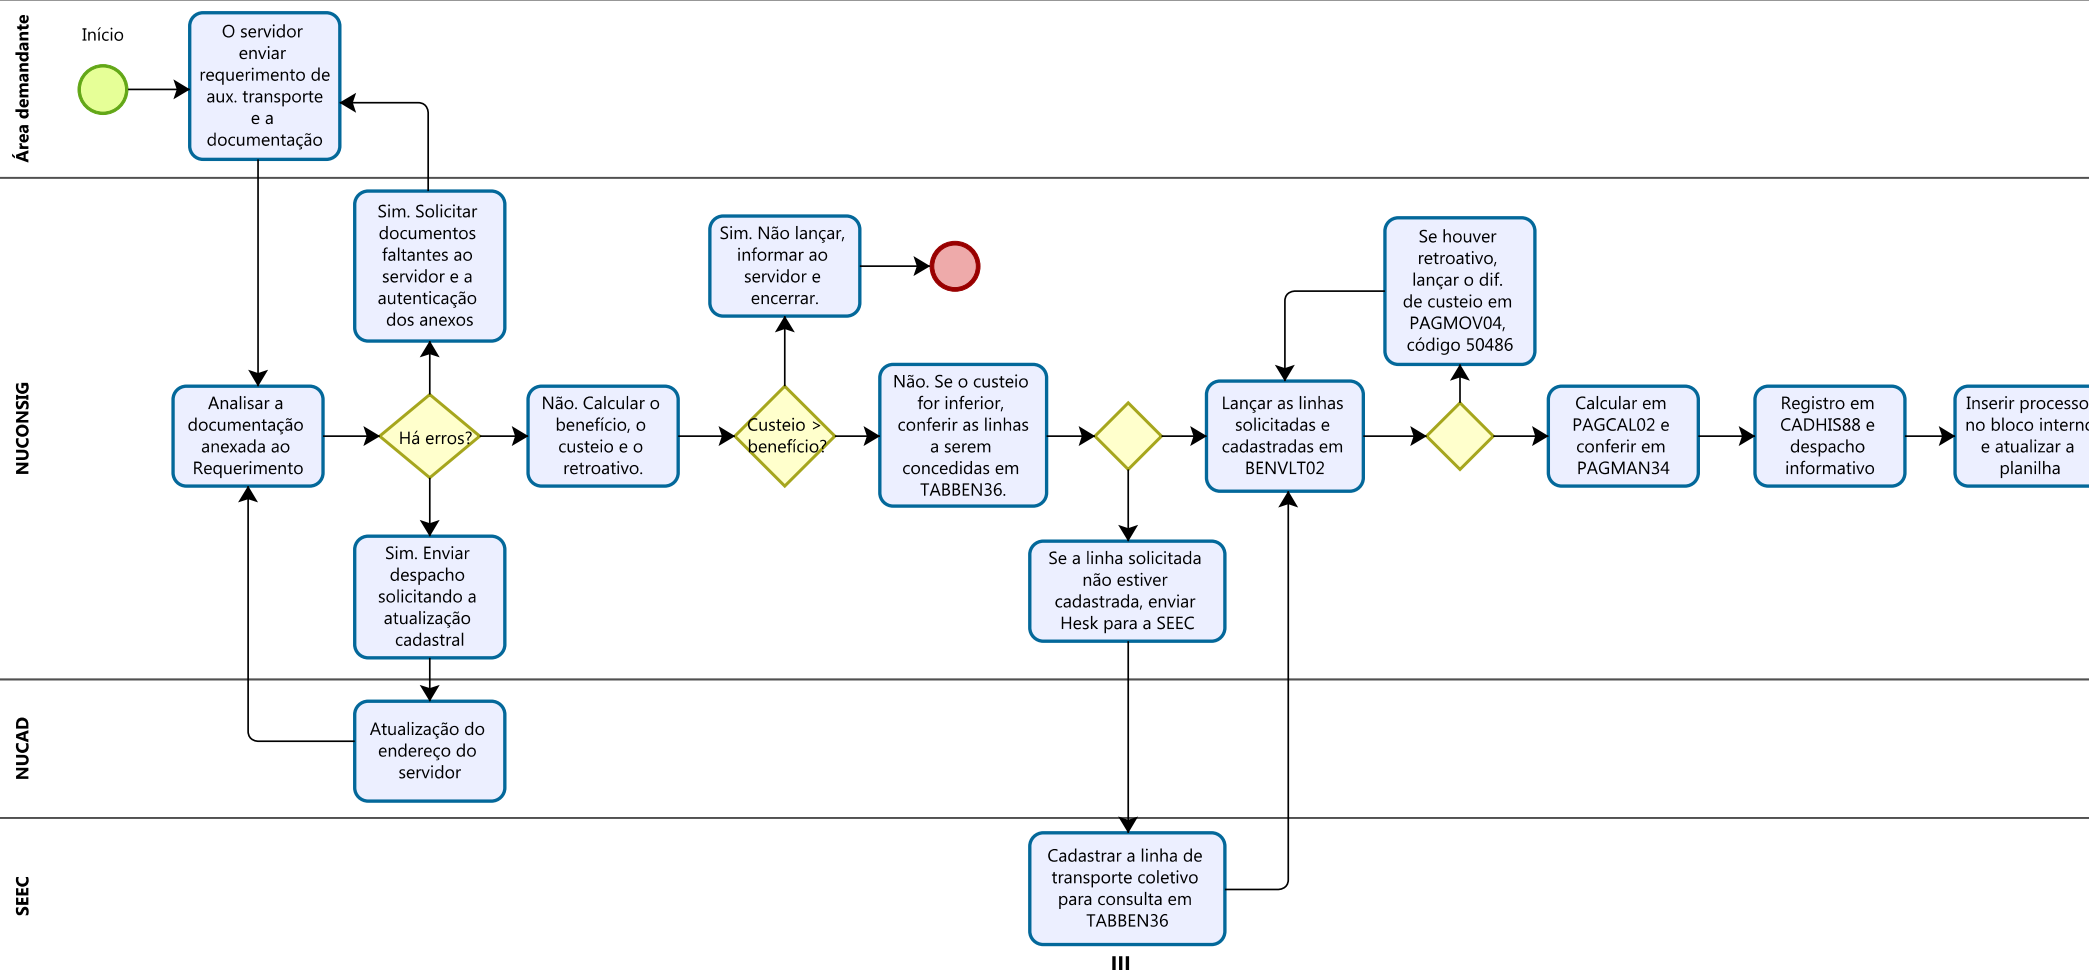 Área demandante
Início
O servidor
enviar
requerimento de
aux. transporte
e a
documentação
NUCONSIG
Sim. Solicitar
documentos
faltantes ao
servidor e a
autenticação
dos anexos
Analisar a
documentação
anexada ao
Requerimento
Há erros?
Sim. Enviar
despacho
solicitando a
atualização
cadastral
Não. Calcular o
benefício, o
custeio e o
retroativo.
Custeio >
benefício?
Sim. Não lançar,
informar ao
servidor e
encerrar.
Não. Se o custeio
for inferior,
conferir as linhas
a serem
concedidas em
TABBEN36.
Se a linha solicitada
não estiver
cadastrada, enviar
Hesk para a SEEC
Lançar as linhas
solicitadas e
cadastradas em
BENVLT02
Se houver
retroativo,
lançar o dif.
de custeio em
PAGMOV04,
código 50486
Calcular em
PAGCAL02 e
conferir em
PAGMAN34
Registro em
CADHIS88 e
despacho
informativo
Inserir processo
no bloco interno
e atualizar a
planilha
NUCAD
Atualização do
endereço do
servidor
SEEC
Cadastrar a linha de
transporte coletivo
para consulta em
TABBEN36